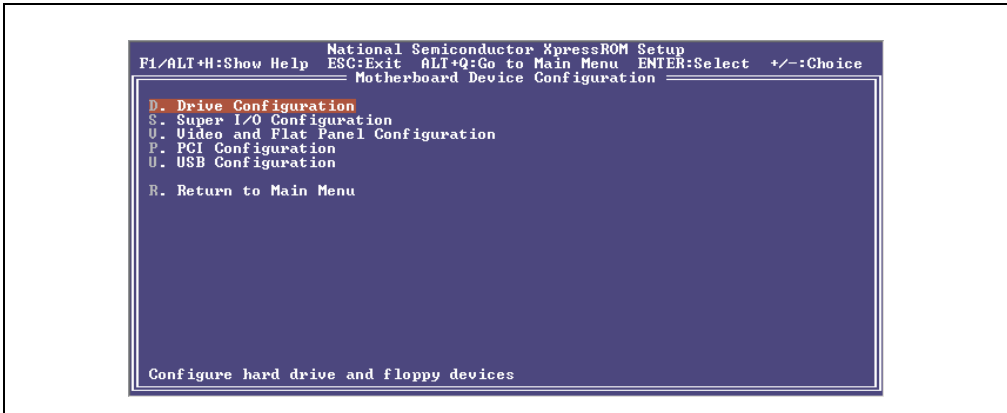 National Semiconductor XpressROM Setup
F1/ALT+H:Show Help ESC:Exit ALT+Q:Go to Main Menu ENTER:Select +/-:Choice
Motherboard Device Configuration
D. Drive Configuration
S. Super I/O Configuration
V. Video and Flat Panel Configuration
P. PCI Configuration
U. USB Configuration
R. Return to Main Menu
Configure hard drive and floppy devices